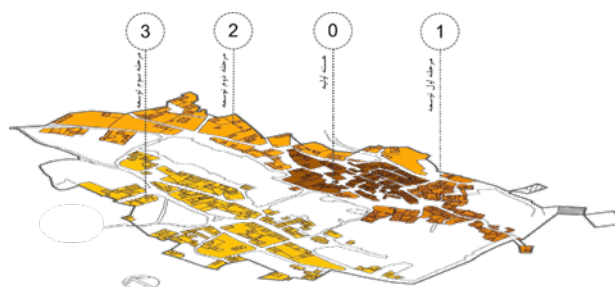 3
2
0
1
مرحله سوم توسعه
مرحله دوم توسعه
هسته اولیه
مرحله اول توسعه